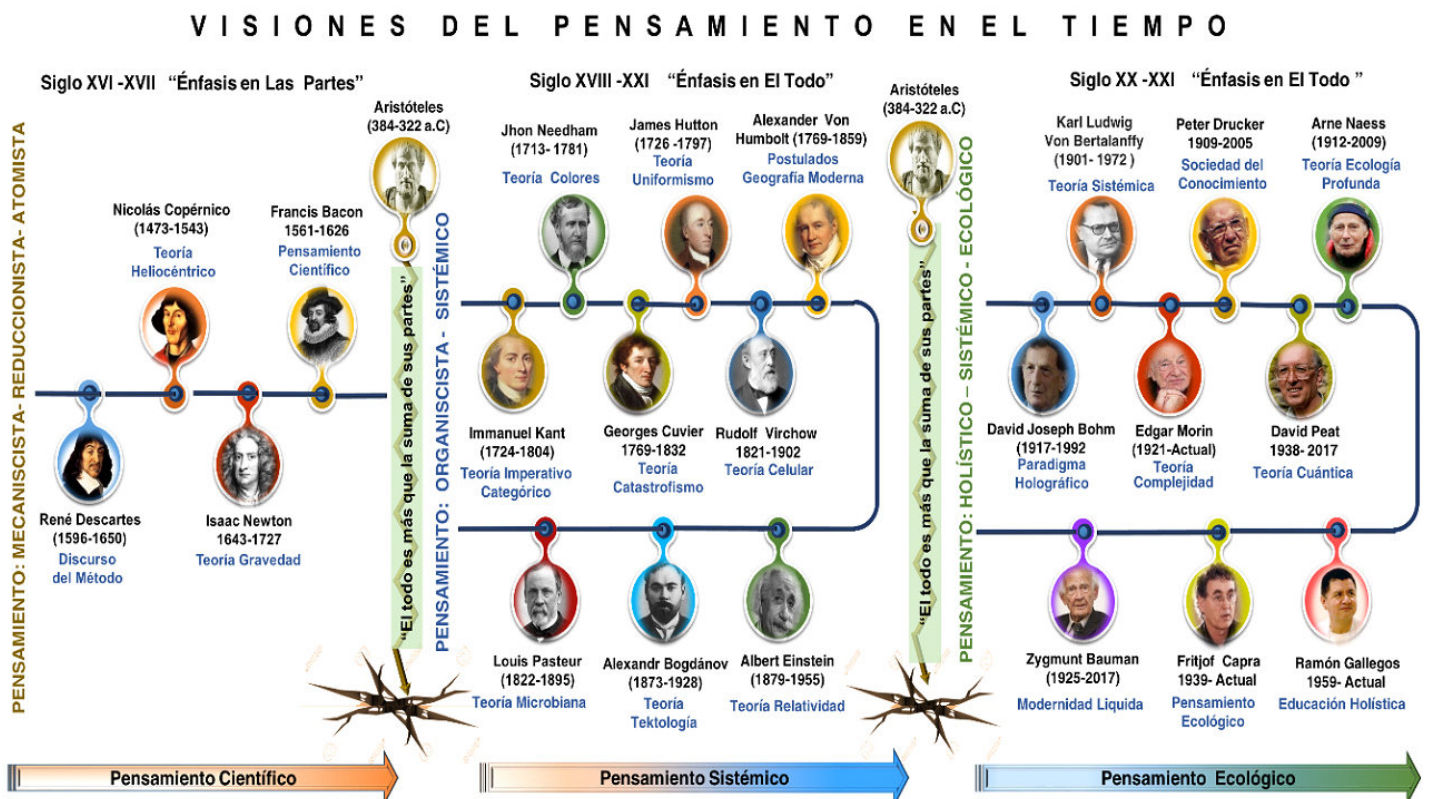 VISIONES DEL PENSAMIENTO EN EL TIEMPO
Siglo XVI -XVII “Énfasis en Las Partes”
PENSAMIENTO: MECANISCISTA- REDUCCIONISTA- ATOMISTA
Nicolás Copérnico
(1473-1543)
Teoría
Heliocéntrico
Francis Bacon
1561-1626
Pensamiento
Científico
René Descartes
(1596-1650)
Discurso
del Método
Isaac Newton
1643-1727
Teoría Gravedad
Aristóteles
(384-322 a.C)
“El todo es más que la suma de sus partes”
Siglo XVIII -XXI “Énfasis en El Todo”
PENSAMIENTO: ORGANISCISTA - SISTÉMICO
Jhon Needham
(1713- 1781)
Teoría Colores
James Hutton
(1726 -1797)
Teoría
Uniformismo
Alexander Von
Humbolt (1769-1859)
Postulados
Geografía Moderna
Immanuel Kant
(1724-1804)
Teoría Imperativo
Categórico
Georges Cuvier
1769-1832
Teoría
Catastrofismo
Rudolf Virchow
1821-1902
Teoría Celular
Louis Pasteur
(1822-1895)
Teoría Microbiana
Alexandr Bogdánov
(1873-1928)
Teoría
Tektología
Albert Einstein
(1879-1955)
Teoría Relatividad
Aristóteles
(384-322 a.C)
“El todo es más que la suma de sus partes”
Siglo XX -XXI “Énfasis en El Todo ”
PENSAMIENTO: HOLÍSTICO – SISTÉMICO - ECOLÓGICO
Karl Ludwig
Von Bertalanffy
(1901- 1972 )
Teoría Sistémica
Peter Drucker
1909-2005
Sociedad del
Conocimiento
Arne Naess
(1912-2009)
Teoría Ecología
Profunda
David Joseph Bohm
(1917-1992
Paradigma
Holográfico
Edgar Morin
(1921-Actual)
Teoría
Complejidad
David Peat
1938- 2017
Teoría Cuántica
Zygmunt Bauman
(1925-2017)
Modernidad Liquida
Fritjof Capra
1939- Actual
Pensamiento
Ecológico
Ramón Gallegos
1959- Actual
Educación Holística
Pensamiento Científico
Pensamiento Sistémico
Pensamiento Ecológico